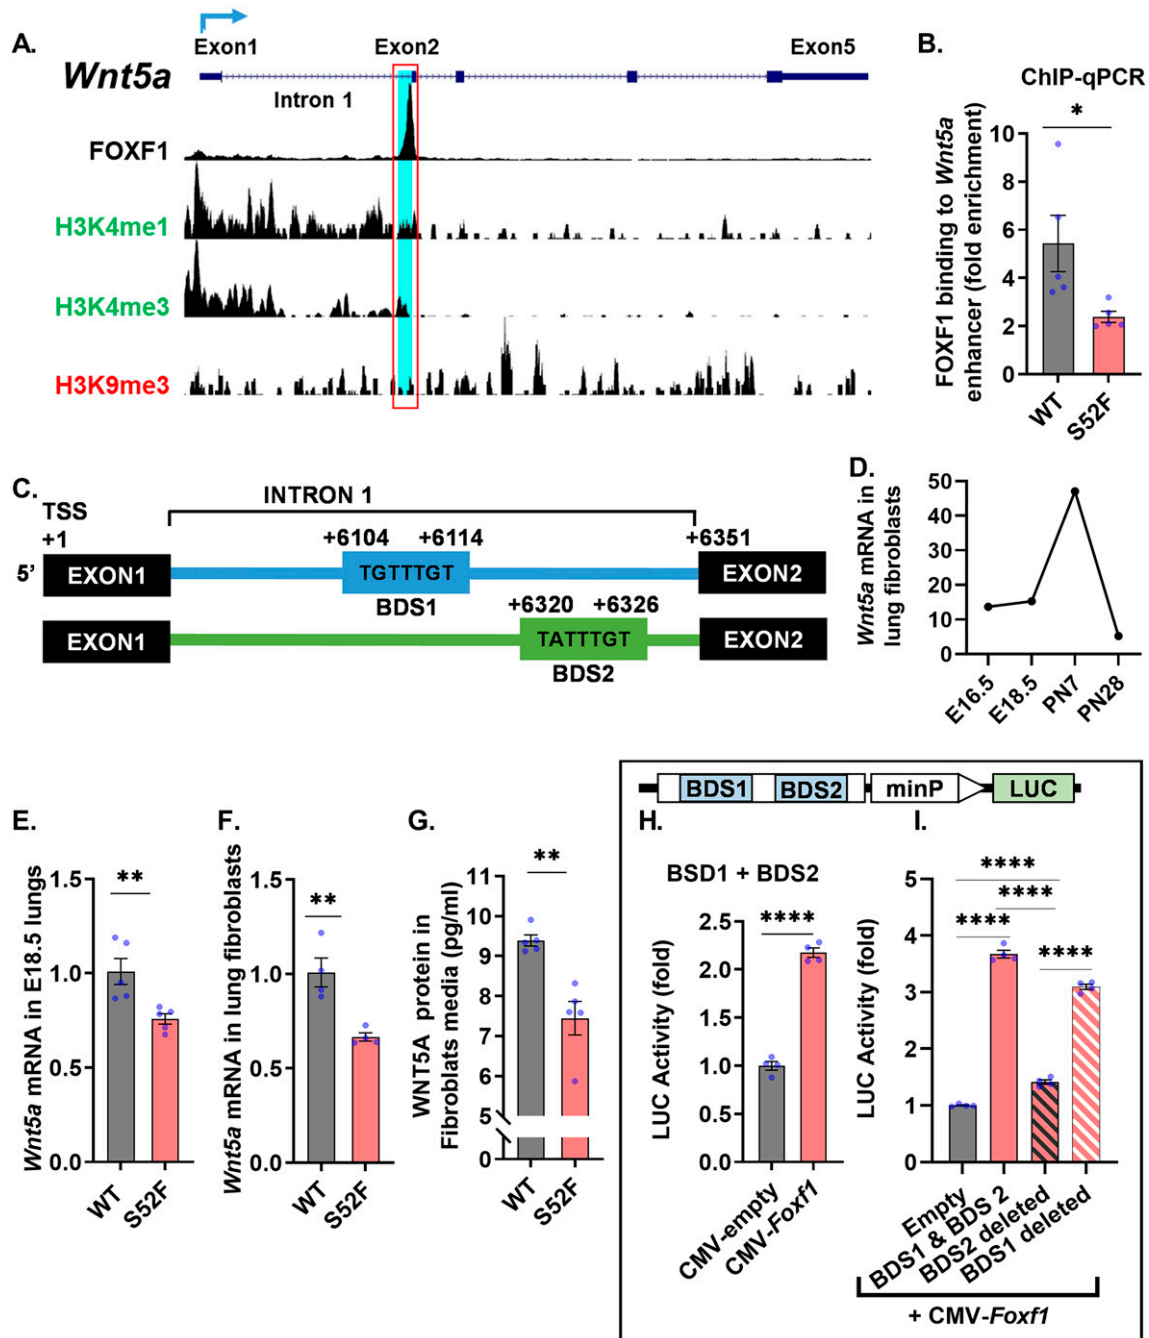 A.
Exon1
Exon2
Exon5
Wnt5a
Intron 1
FOXF1
H3K4me1
H3K4me3
H3K9me3
B.
ChIP-qPCR
*
FOXF1 binding to Wnt5a
enhancer (fold enrichment)
10
8
6
4
2
0
WT
S52F
C.
INTRON 1
TSS
+1
+6104
+6114
+6351
5’
EXON1
TGTTTGT
EXON2
BDS1
+6320
+6326
EXON1
TATTTGT
EXON2
BDS2
D.
Wnt5a mRNA in
lung fibroblasts
50
40
30
20
10
0
E16.5
E18.5
PN7
PN28
E.
Wnt5a mRNA in E18.5 lungs
**
1.5
1.0
0.5
0.0
WT
S52F
F.
Wnt5a mRNA in lung fibroblasts
**
1.5
1.0
0.5
0.0
WT
S52F
G.
WNT5A protein in
Fibroblats media (pg/ml)
**
11
10
9
8
7
6
5
0
WT
S52F
BDS1
BDS2
minP
LUC
H.
BSD1 + BDS2
LUC Activity (fold)
****
2.5
2.0
1.5
1.0
0.5
0.0
CMV-empty
CMV-Foxf1
I.
LUC Activity (fold)
****
****
****
****
5
4
3
2
1
0
Empty
BDS1 & BDS 2
BDS2 deleted
BDS1 deleted
+ CMV-Foxf1